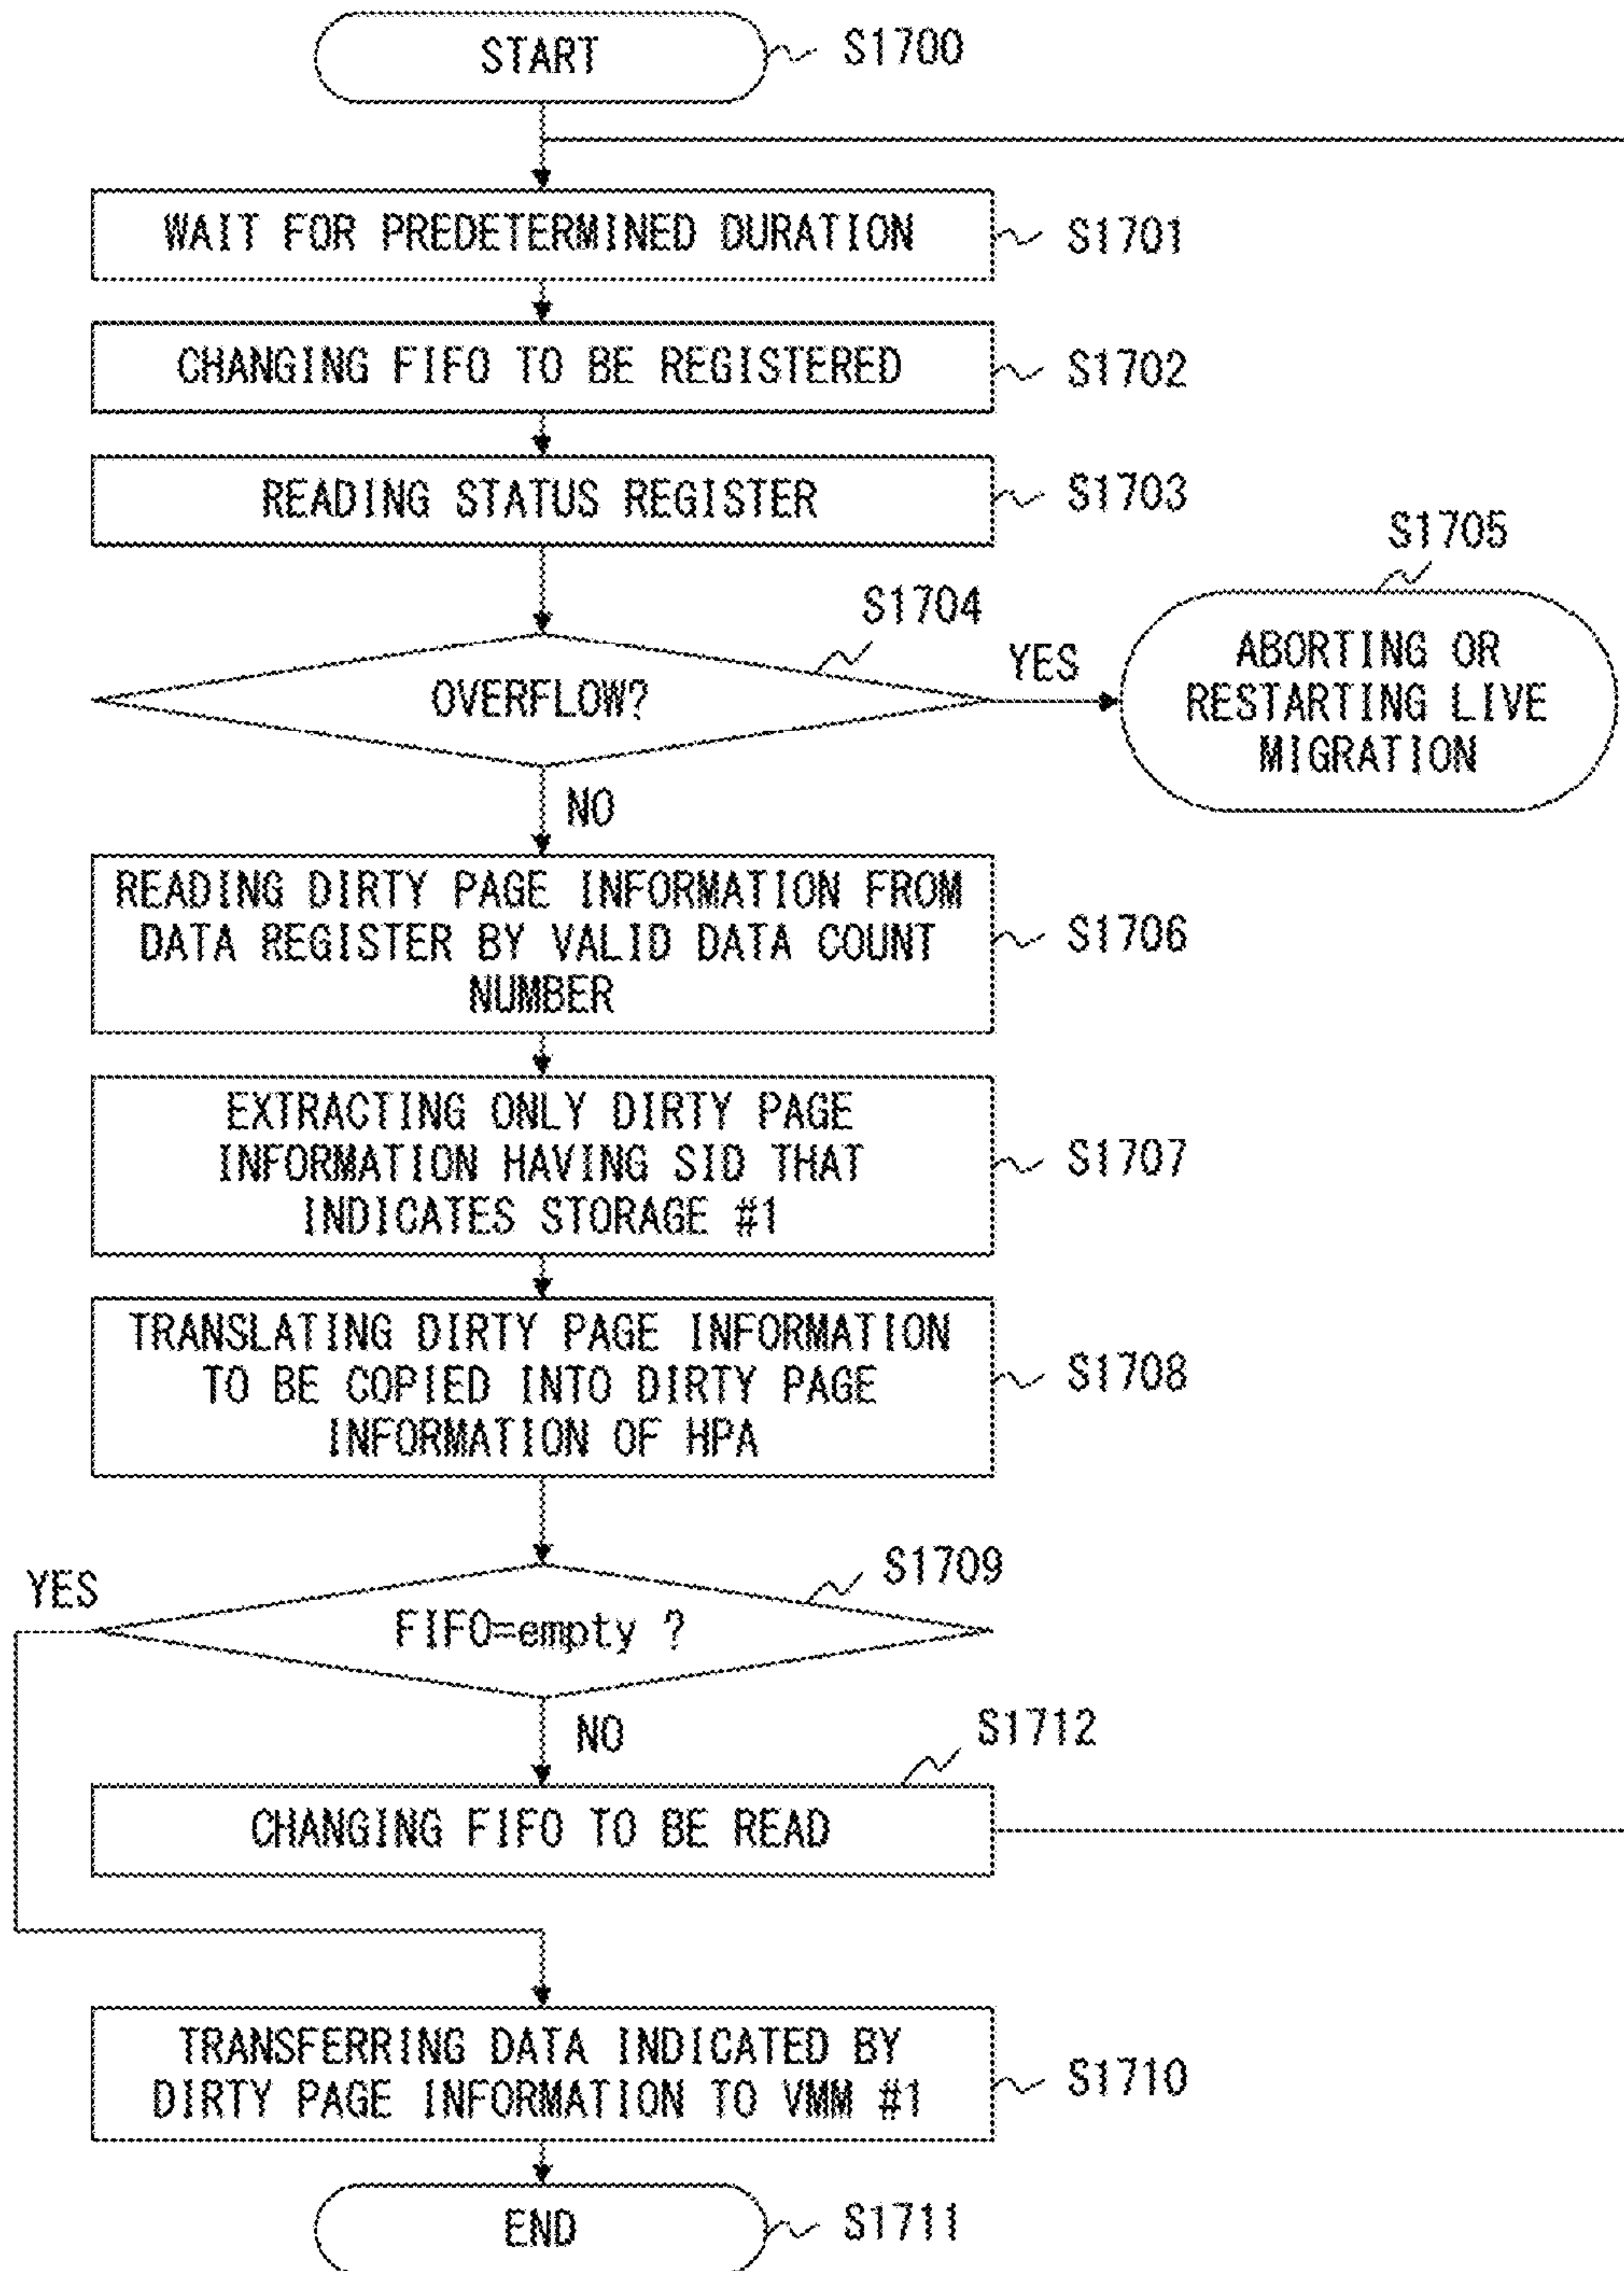 START
S1700
WAIT FOR PREDETERMINED DURATION
S1701
CHANGING FIFO TO BE REGISTERED
S1702
READING STATUS REGISTER
S1703
S1704
OVERFLOW?
YES
S1705
ABORTING OR
RESTARTING LIVE
MIGRATION
NO
READING DIRTY PAGE INFORMATION FROM
DATA REGISTER BY VALID DATA COUNT
NUMBER
S1706
EXTRACTING ONLY DIRTY PAGE
INFORMATION HAVING SID THAT
INDICATES STORAGE #1
S1707
TRANSLATING DIRTY PAGE INFORMATION
TO BE COPIED INTO DIRTY PAGE
INFORMATION OF HPA
S1708
S1709
YES
FIFO=empty ?
NO
S1712
CHANGING FIFO TO BE READ
TRANSFERRING DATA INDICATED BY
DIRTY PAGE INFORMATION TO VMM #1
S1710
END
S1711